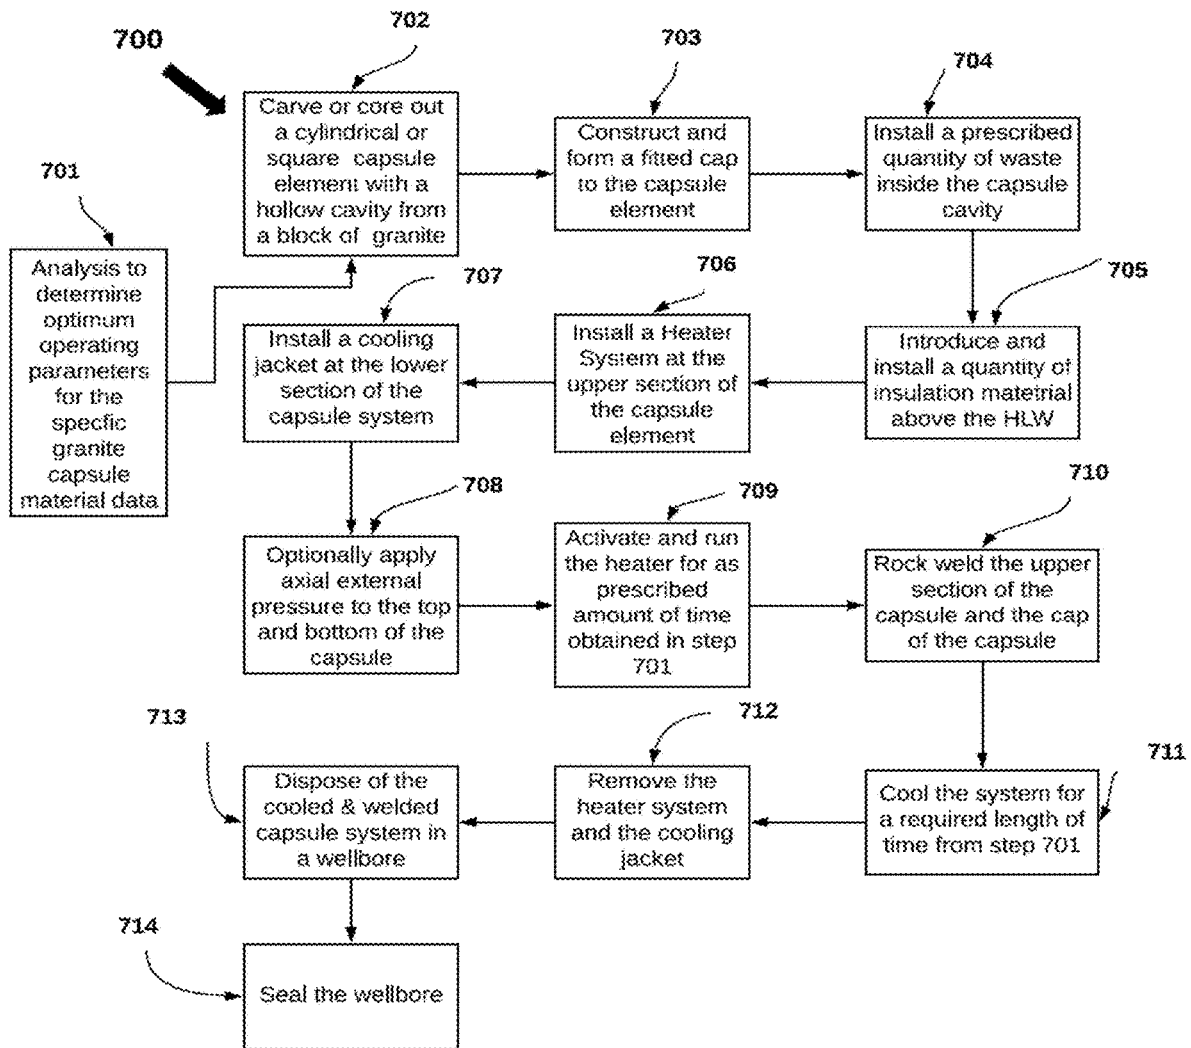 700
702
Carve or core out
a cylindrical or
square capsule
element with a
hollow cavity from
a block of granite
703
Construct and
form a fitted cap
to the capsule
element
704
Install a prescribed
quantity of waste
inside the capsule
cavity
701
Analysis to
determine
optimum
operating
parameters
for the
specfic
granite
capsule
material data
707
Install a cooling
jacket at the lower
section of the
capsule system
706
Install a Heater
System at the
upper section of
the capsule
element
705
Introduce and
install a quantity of
insulation matetrial
above the HLW
708
Optionally apply
axial external
pressure to the top
and bottom of the
capsule
709
Activate and run
the heater for as
prescribed
amount of time
obtained in step
701
710
Rock weld the upper
section of the
capsule and the cap
of the capsule
713
Dispose of the
cooled & welded
capsule system in
a wellbore
712
Remove the
heater system
and the cooling
jacket
711
Cool the system for
a required length of
time from step 701
714
Seal the wellbore